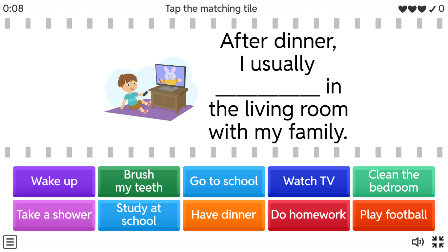 0:08
Tap the matching tile
0
After dinner,
I usually
__________ in
the living room
with my family.
Wake up
Brush
my teeth
Go to school
Watch TV
Clean the
bedroom
Take a shower
Study at
school
Have dinner
Do homework
Play football